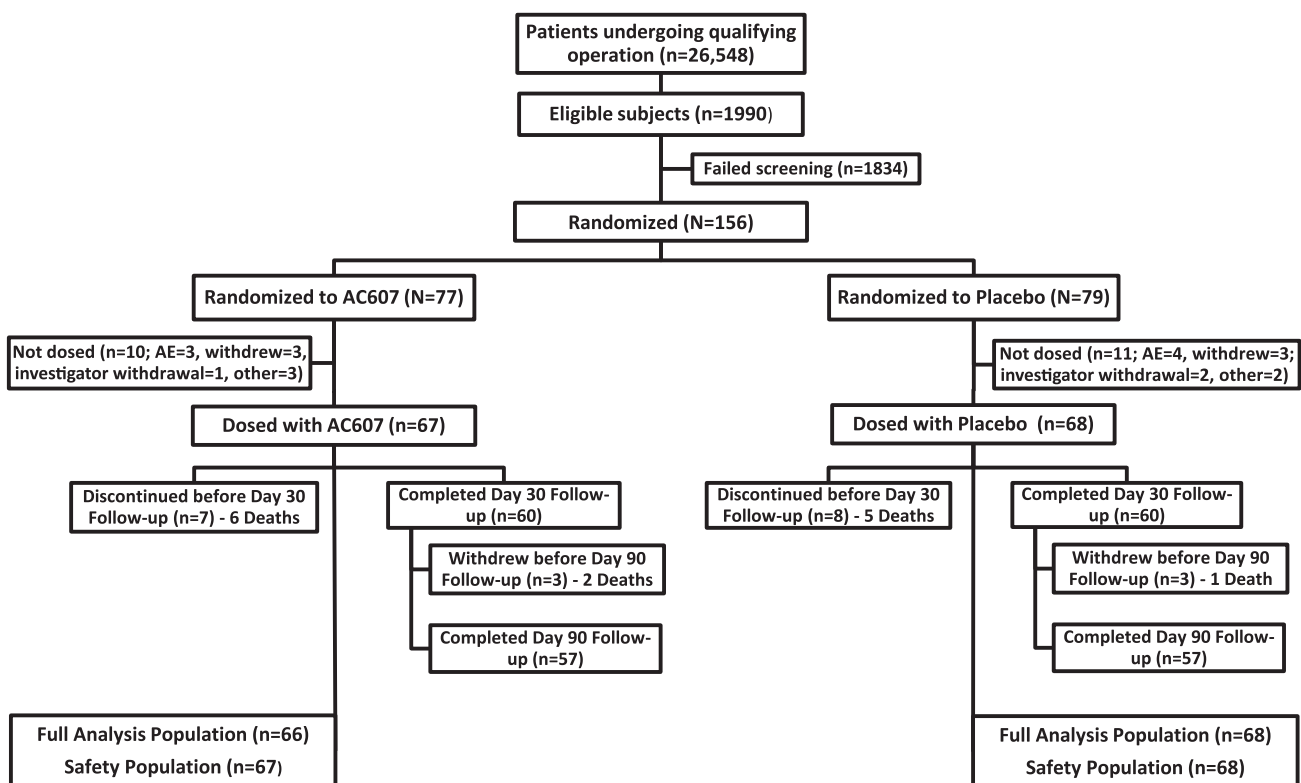 Patients undergoing qualifying
operation (n=26,548)
Eligible subjects (n=1990)
Failed screening (n=1834)
Randomized (N=156)
Randomized to AC607 (N=77)
Randomized to Placebo (N=79)
Not dosed (n=10; AE=3, withdrew=3,
investigator withdrawal=1, other=3)
Not dosed (n=11; AE=4, withdrew=3;
investigator withdrawal=2, other=2)
Dosed with AC607 (n=67)
Dosed with Placebo (n=68)
Discontinued before Day 30
Follow-up (n=7) - 6 Deaths
Completed Day 30 Follow-
up (n=60)
Discontinued before Day 30
Follow-up (n=8) - 5 Deaths
Completed Day 30 Follow-
up (n=60)
Withdrew before Day 90
Follow-up (n=3) - 2 Deaths
Withdrew before Day 90
Follow-up (n=3) - 1 Death
Completed Day 90 Follow-
up (n=57)
Completed Day 90 Follow-
up (n=57)
Full Analysis Population (n=66)
Safety Population (n=67)
Full Analysis Population (n=68)
Safety Population (n=68)